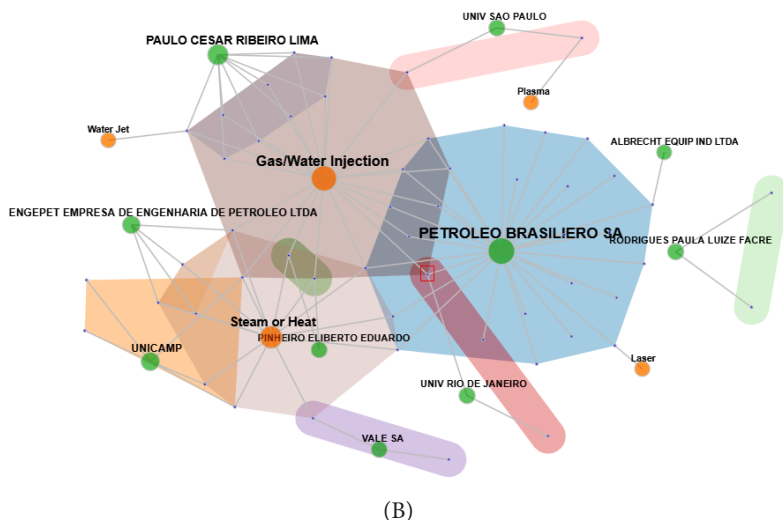 UNIV SAO PAULO
PAULO CESAR RIBEIRO LIMA
Plasma
Water Jet
ALBRECHT EQUIP IND LTDA
Gas/Water Injection
ENGEPET EMPRESA DE ENGENHARIA DE PETROLEO LTDA
PETROLEO BRASILIERO SA
RODRIGUES PAULA LUIZE FACRE
Steam or Heat
PINHEIRO ELIBERTO EDUARDO
UNICAMP
Laser
UNIV RIO DE JANEIRO
VALE SA
(B)